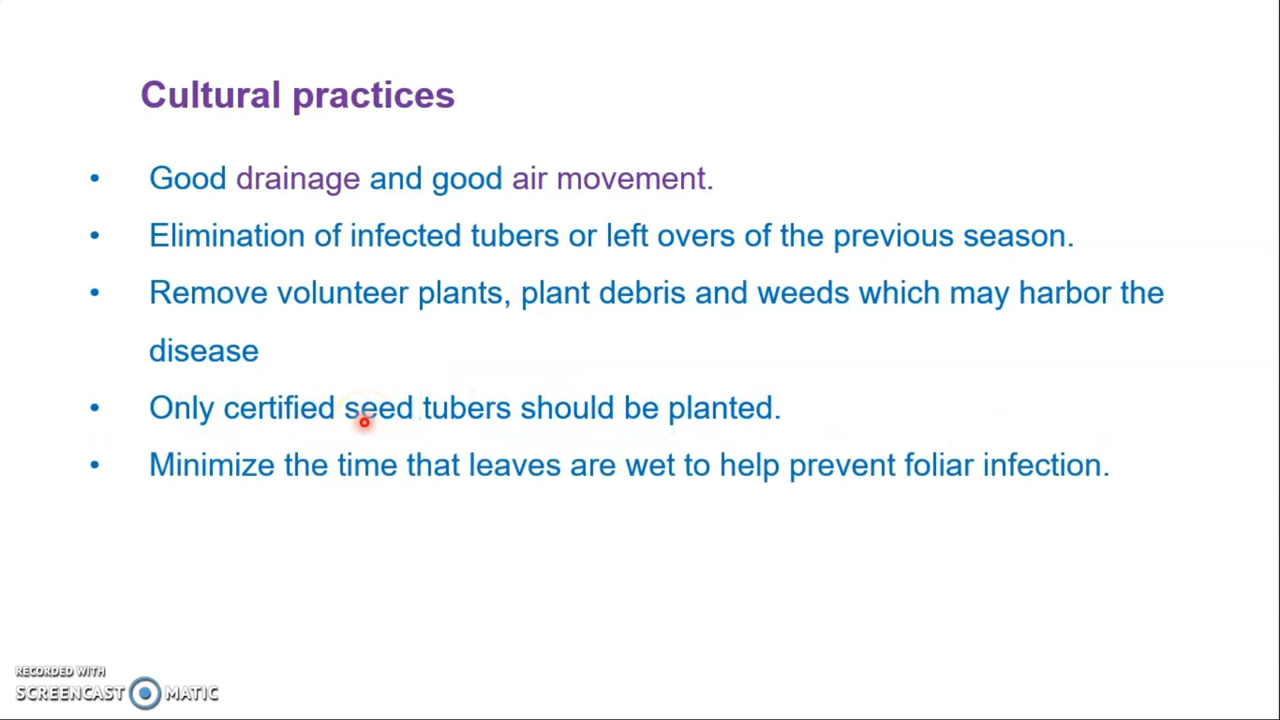 Cultural practices
• Good drainage and good air movement.
• Elimination of infected tubers or left overs of the previous season.
• Remove volunteer plants, plant debris and weeds which may harbor the
disease
• Only certified seed tubers should be planted.
• Minimize the time that leaves are wet to help prevent foliar infection.
RECORDED WITH
SCREENCAST MATIC